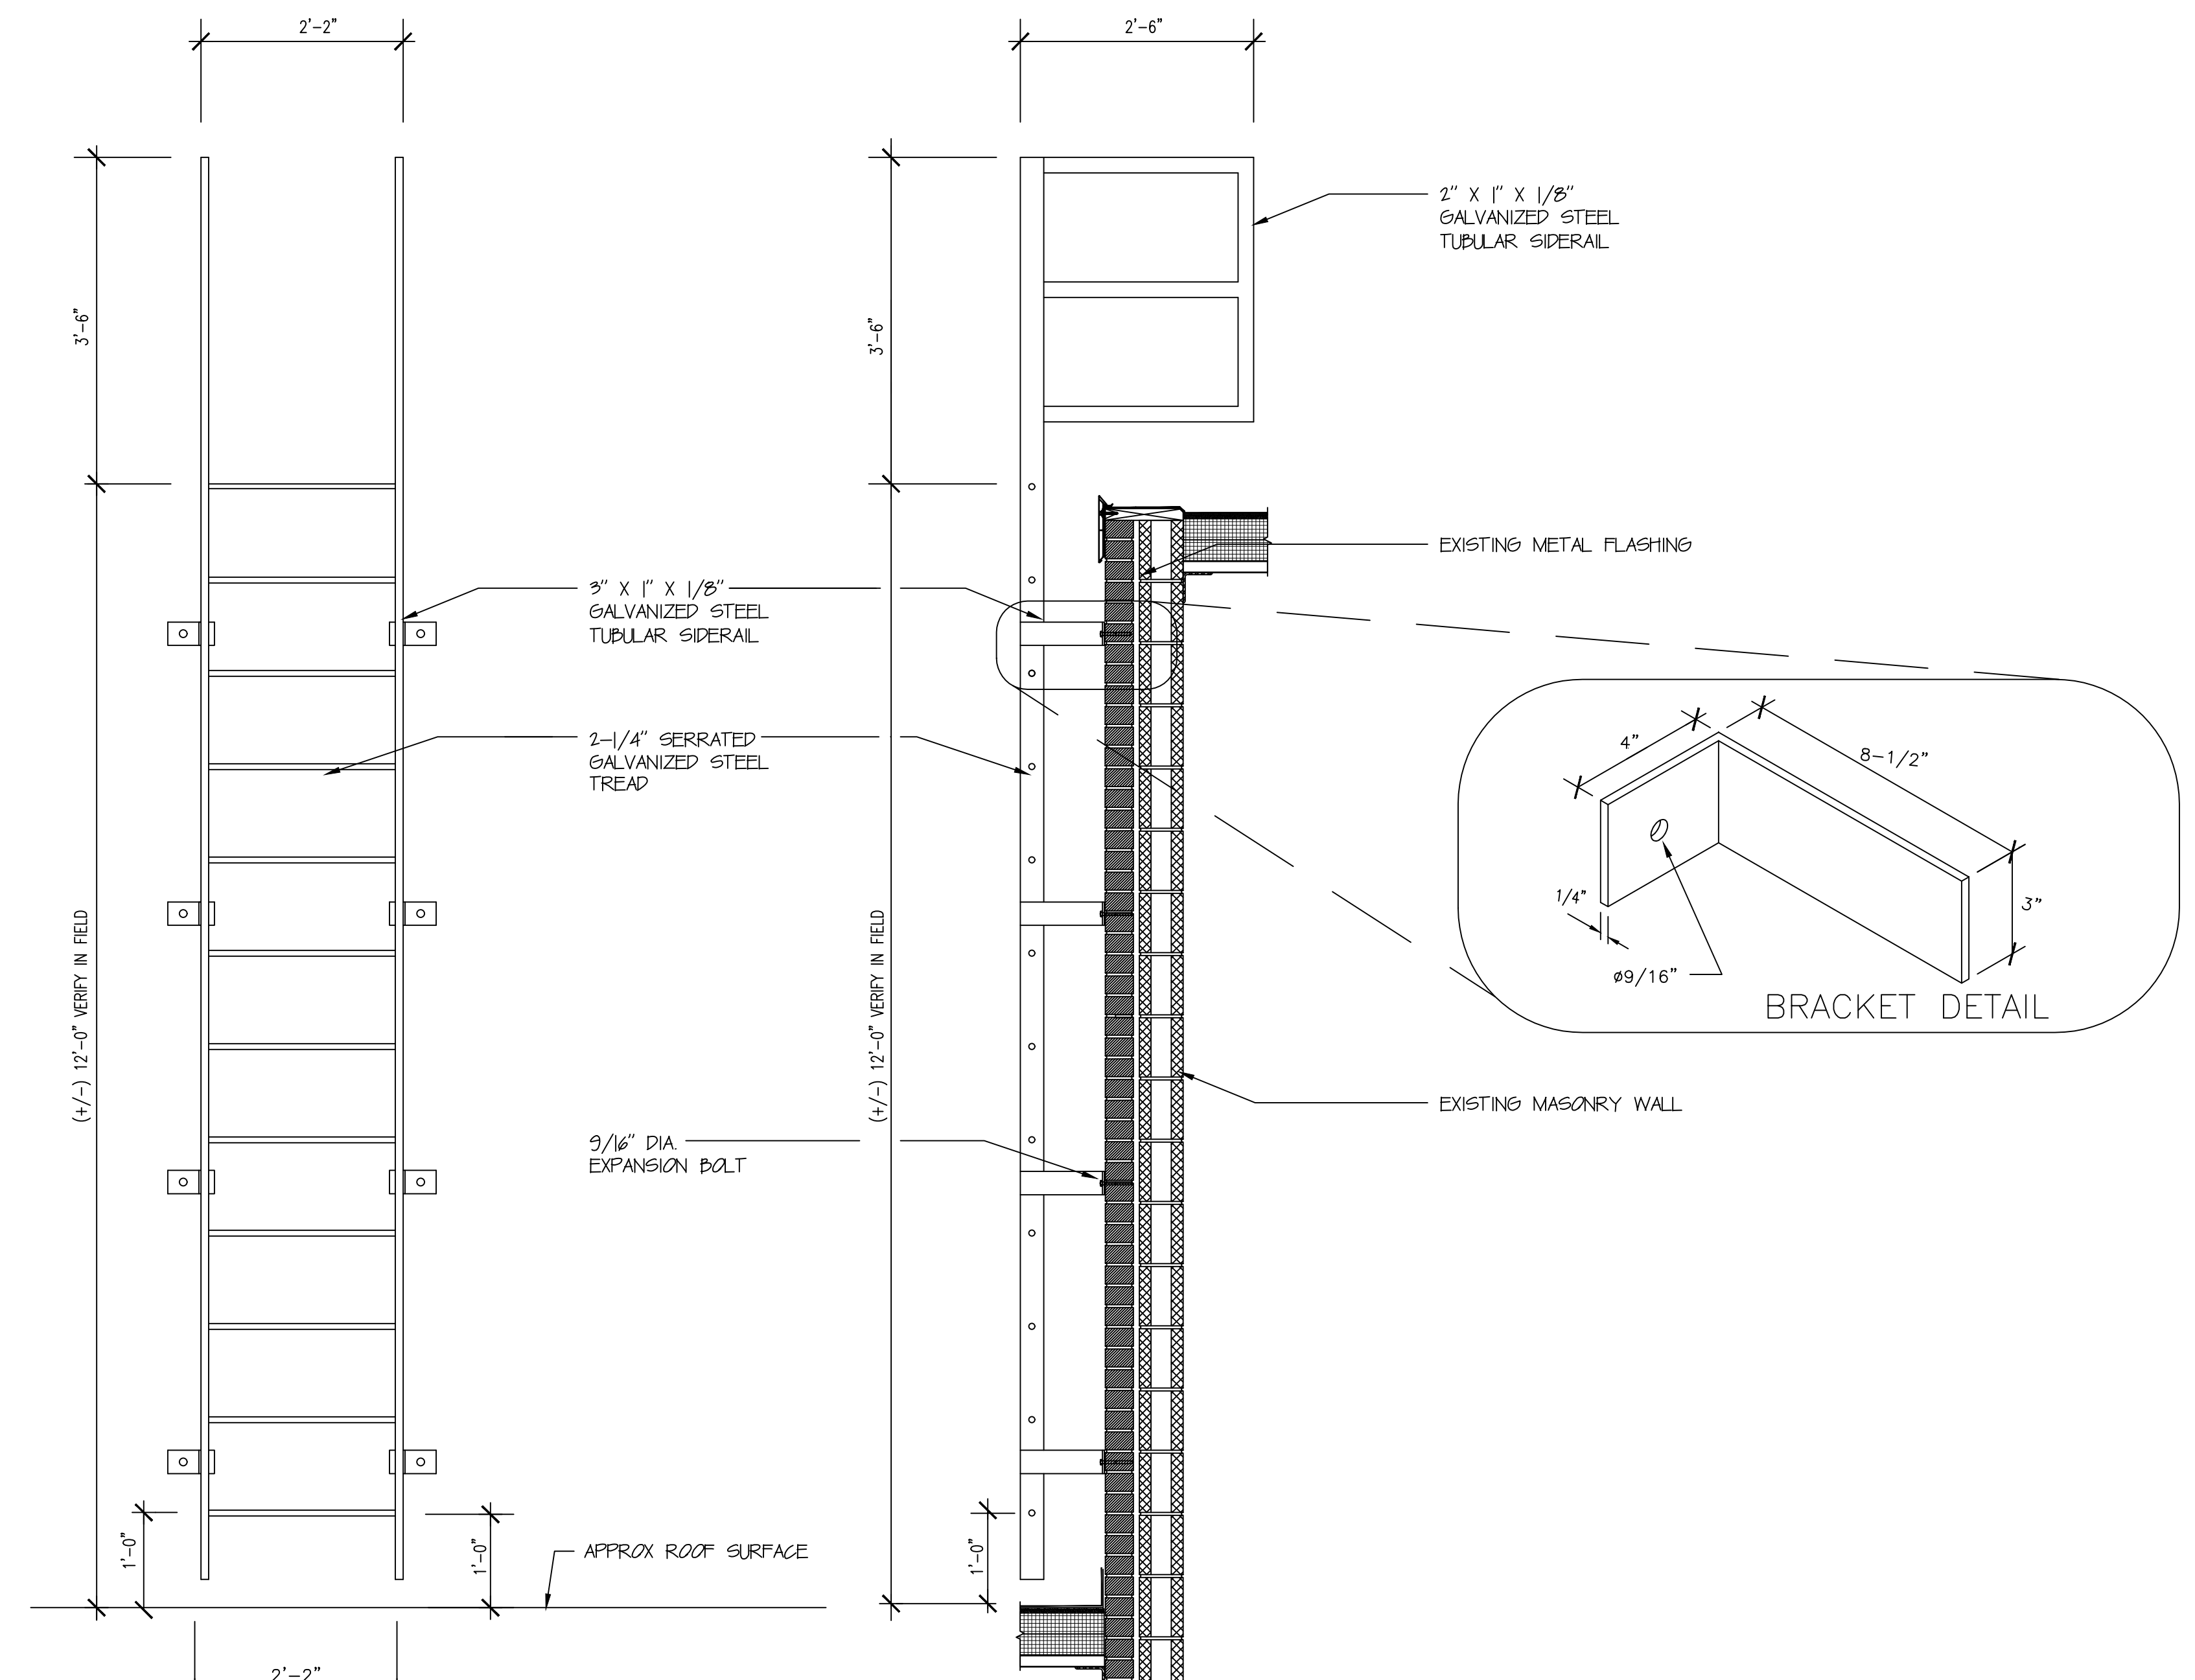 2'-2"
2'-6"
3'-6"
3'-6"
2" X 1" X 1/8"
GALVANIZED STEEL
TUBULAR SIDERAIL
EXISTING METAL FLASHING
3" X 1" X 1/8"
GALVANIZED STEEL
TUBULAR SIDERAIL
2-1/4" SERRATED
GALVANIZED STEEL
TREAD
4"
8-1/2"
1/4"
3"
ø9/16"
BRACKET DETAIL
(+/-) 12'-0" VERIFY IN FIELD
(+/-) 12'-0" VERIFY IN FIELD
EXISTING MASONRY WALL
9/16" DIA.
EXPANSION BOLT
1'-0"
1'-0"
1'-0"
APPROX ROOF SURFACE
2'-2"